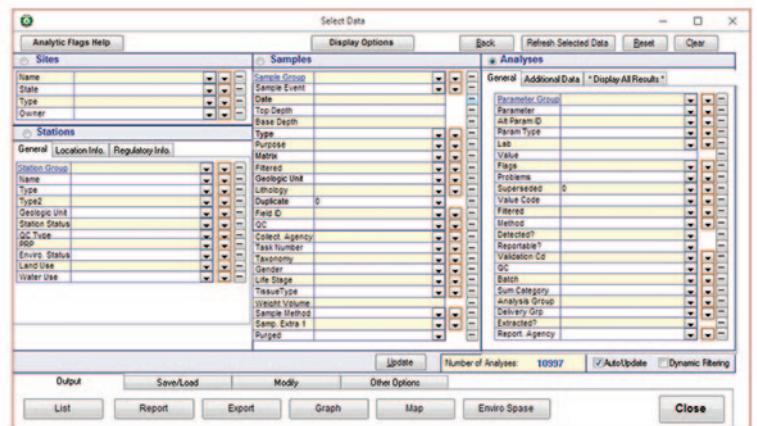 Select Data
Analytic Flags Help
Display Options
Back
Refresh Selected Data
Reset
Clear
Sites
Name
State
Type
Owner
Stations
General
Location Info.
Regulatory Info.
Station Group
Name
Type
Type2
Geologic Unit
Station Status
QC Type
PRP
Enviro. Status
Land Use
Water Use
Samples
Sample Group
Sample Event
Date
Top Depth
Base Depth
Type
Purpose
Matrix
Filtered
Geologic Unit
Lithology
Duplicate 0
Field ID
QC
Collect. Agency
Task Number
Taxonomy
Gender
Life Stage
TissueType
Weight Volume
Sample Method
Samp. Extra 1
Purged
Analyses
General
Additional Data
* Display All Results *
Parameter Group
Parameter
Alt Param ID
Param Type
Lab
Value
Flags
Problems
Superseded 0
Value Code
Filtered
Method
Detected?
Reportable?
Validation Cd
QC
Batch
Sum Category
Analysis Group
Delivery Grp
Extracted?
Report. Agency
Update
Number of Analyses: 10997
AutoUpdate
Dynamic Filtering
Output
Save/Load
Modify
Other Options
List
Report
Export
Graph
Map
Enviro Spase
Close